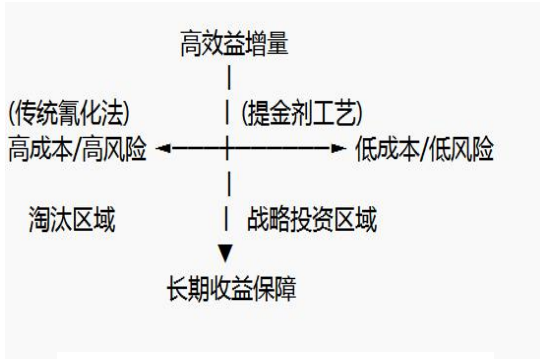 高效益增量
(传统氰化法) (提金剂工艺)
高成本/高风险 低成本/低风险
淘汰区域 战略投资区域
长期收益保障